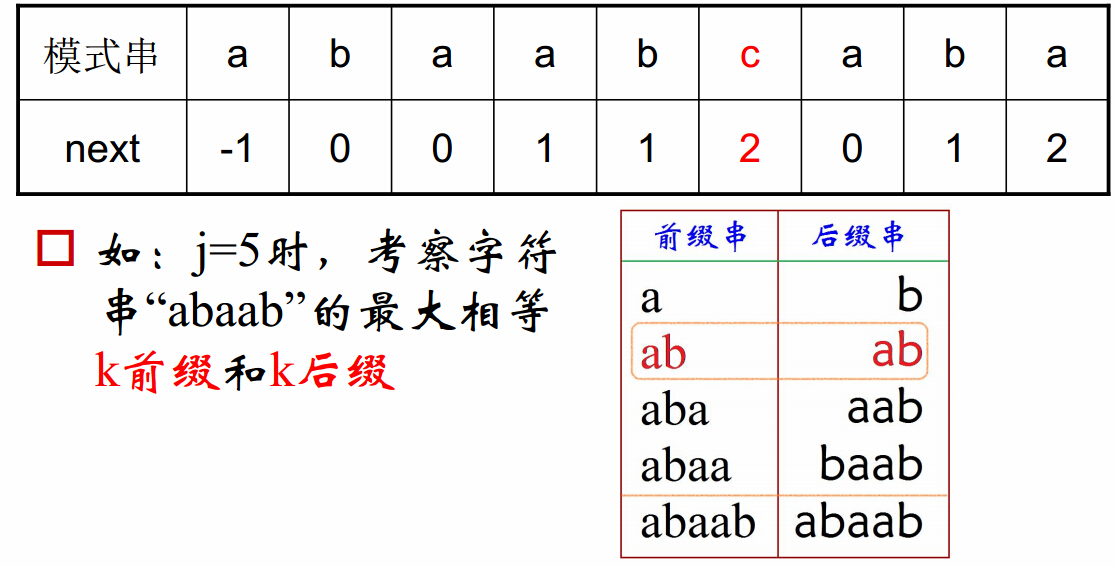 模式串 a b a a b c a b a
next -1 0 0 1 1 2 0 1 2
如：j=5时，考察字符
串“abaab”的最大相等
k前缀和k后缀
前缀串 后缀串
a b
ab ab
aba aab
abaa baab
abaab abaab